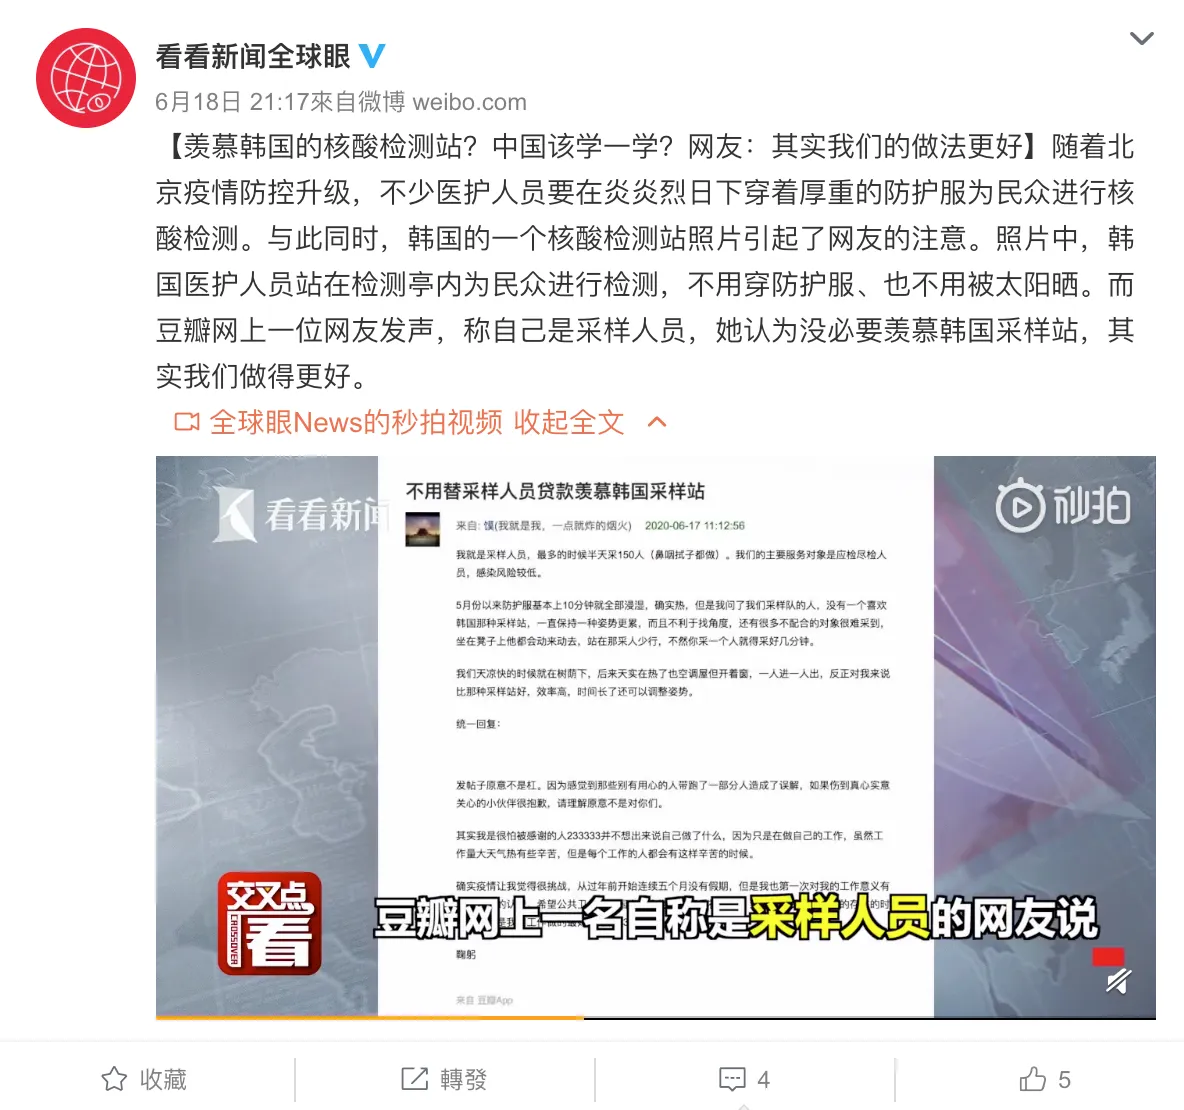 看看新闻全球眼
6月18日 21:17來自微博 weibo.com
【羡慕韩国的核酸检测站？中国该学一学？网友：其实我们的做法更好】随着北
京疫情防控升级，不少医护人员要在炎炎烈日下穿着厚重的防护服为民众进行核
酸检测。与此同时，韩国的一个核酸检测站照片引起了网友的注意。照片中，韩
国医护人员站在检测亭内为民众进行检测，不用穿防护服、也不用被太阳晒。而
豆瓣网上一位网友发声，称自己是采样人员，她认为没必要羡慕韩国采样站，其
实我们做得更好。
全球眼News的秒拍视频 收起全文
看看新闻
秒拍
不用替采样人员贷款羡慕韩国采样站
来自: 馍(我就是我，一点就炸的烟火) 2020-06-17 11:12:56
我就是采样人员，最多的时候半天采150人（鼻咽拭子都做）。我们的主要服务对象是应检尽检人
员，感染风险较低。
5月份以来防护服基本上10分钟就全部浸湿，确实热，但是我问了我们采样队的人，没有一个喜欢
韩国那种采样站，一直保持一种姿势更累，而且不利于找角度，还有很多不配合的对象很难采到，
坐在凳子上他都会动来动去，站在那采人少行，不然你采一个人就得采好几分钟。
我们天凉快的时候就在树荫下，后来天实在热了也空调屋但开着窗，一人进一人出，反正对我来说
比那种采样站好，效率高，时间长了还可以调整姿势。
统一回复：
发帖子原意不是杠。因为感觉到那些别有用心的人带跑了一部分人造成了误解，如果伤到真心实意
关心的小伙伴很抱歉，请理解原意不是对你们。
其实我是很怕被感谢的人233333并不想出来说自己做了什么。因为只是在做自己的工作，虽然工
作量大天气热有些辛苦，但是每个工作的人都会有这样辛苦的时候。
确实疫情让我觉得很挑战，从过年前开始连续五个月没有假期，但是我也第一次对我的工作意义有
交叉点
看
CROSSOVER
豆瓣网上一名自称是采样人员的网友说
鞠躬
来自 豆瓣App
收藏
轉發
4
5